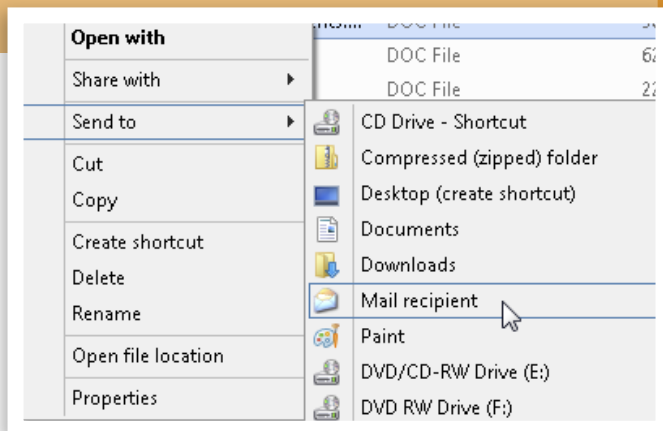 Open with
Share with
Send to
Cut
Copy
Create shortcut
Delete
Rename
Open file location
Properties
DOC File
DOC File
DOC File
CD Drive - Shortcut
Compressed (zipped) folder
Desktop (create shortcut)
Documents
Downloads
Mail recipient
Paint
DVD/CD-RW Drive (E:)
DVD RW Drive (F:)